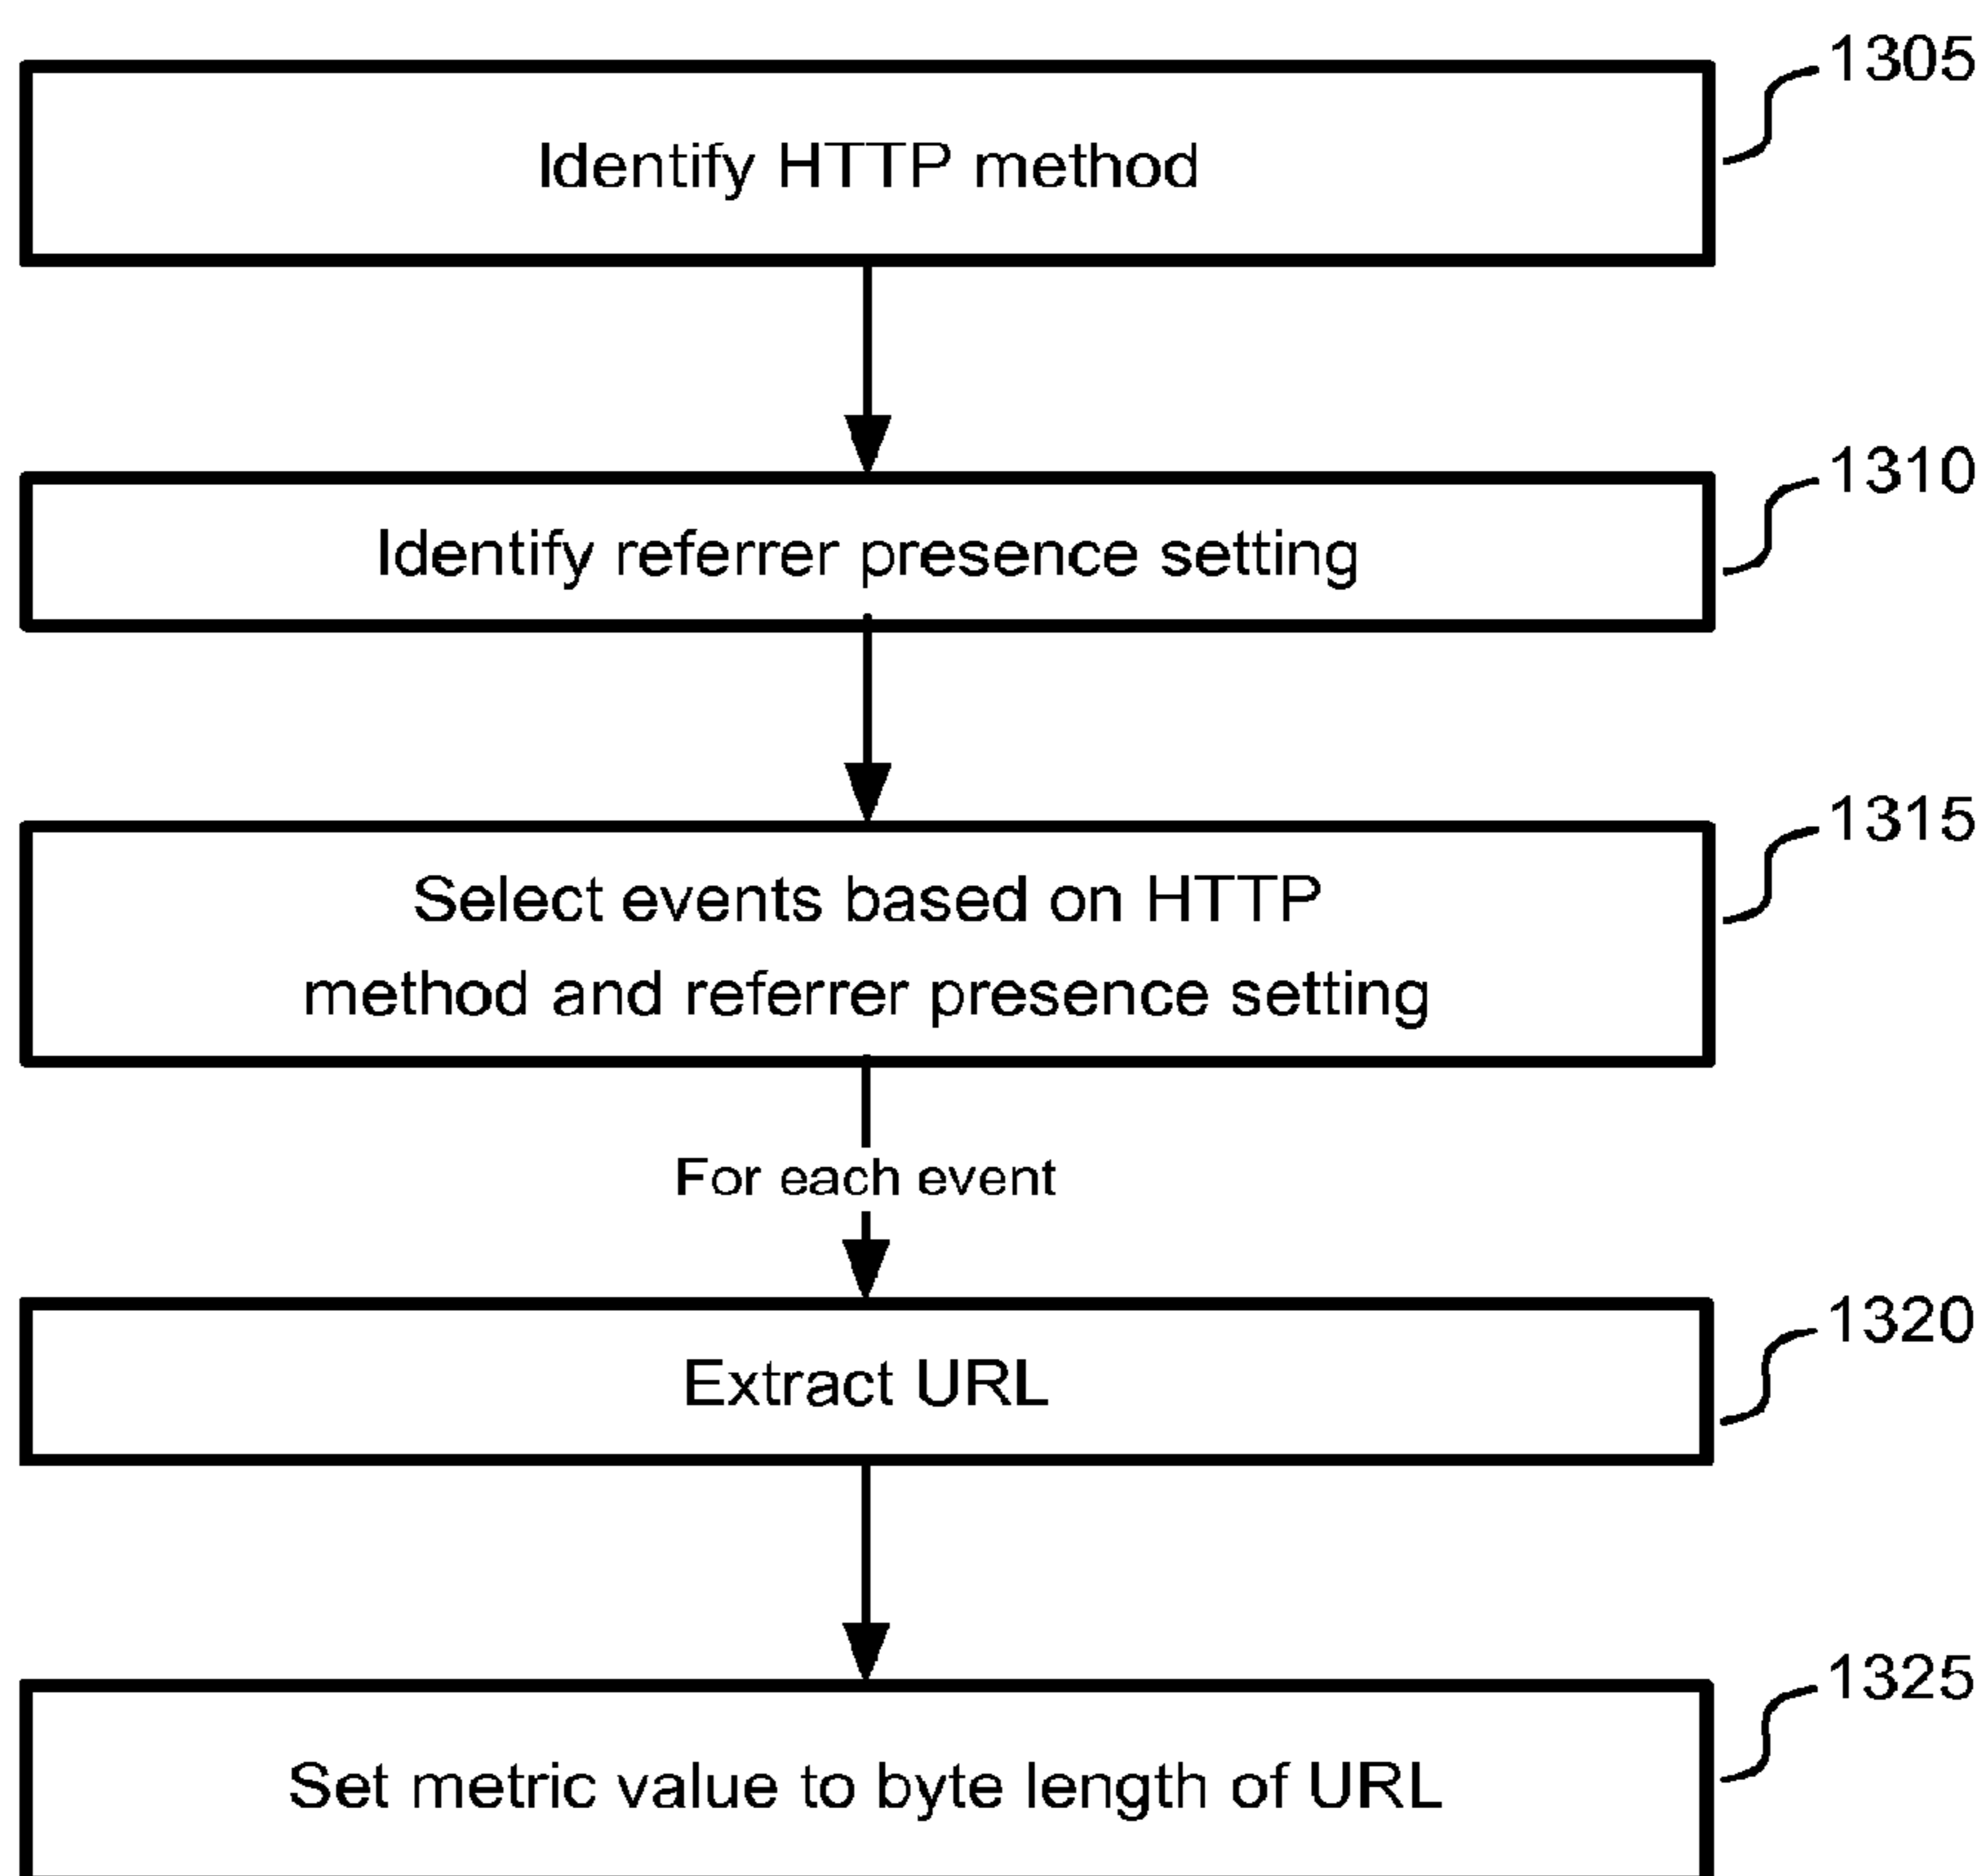 1305
Identify HTTP method
1310
Identify referrer presence setting
1315
Select events based on HTTP
method and referrer presence setting
For each event
1320
Extract URL
1325
Set metric value to byte length of URL